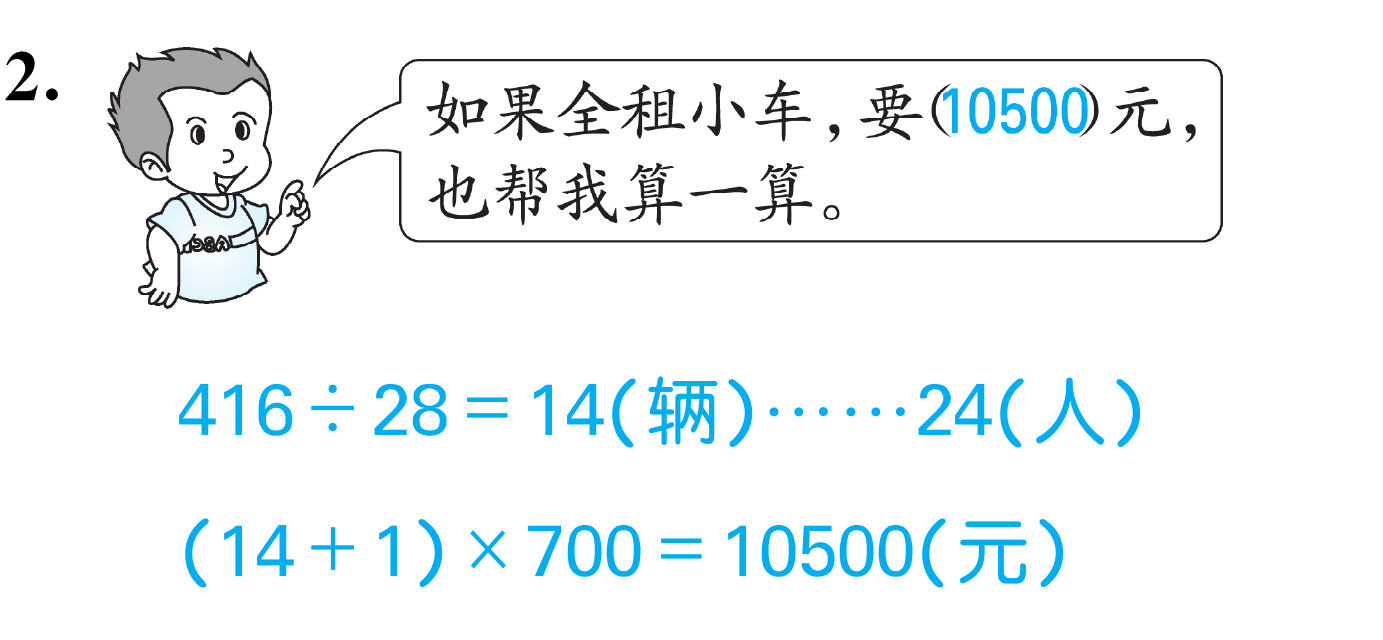 2.
如果全租小车,要(10500)元,
也帮我算一算。
416÷28=14(辆)……24(人)
(14+1)×700=10500(元)